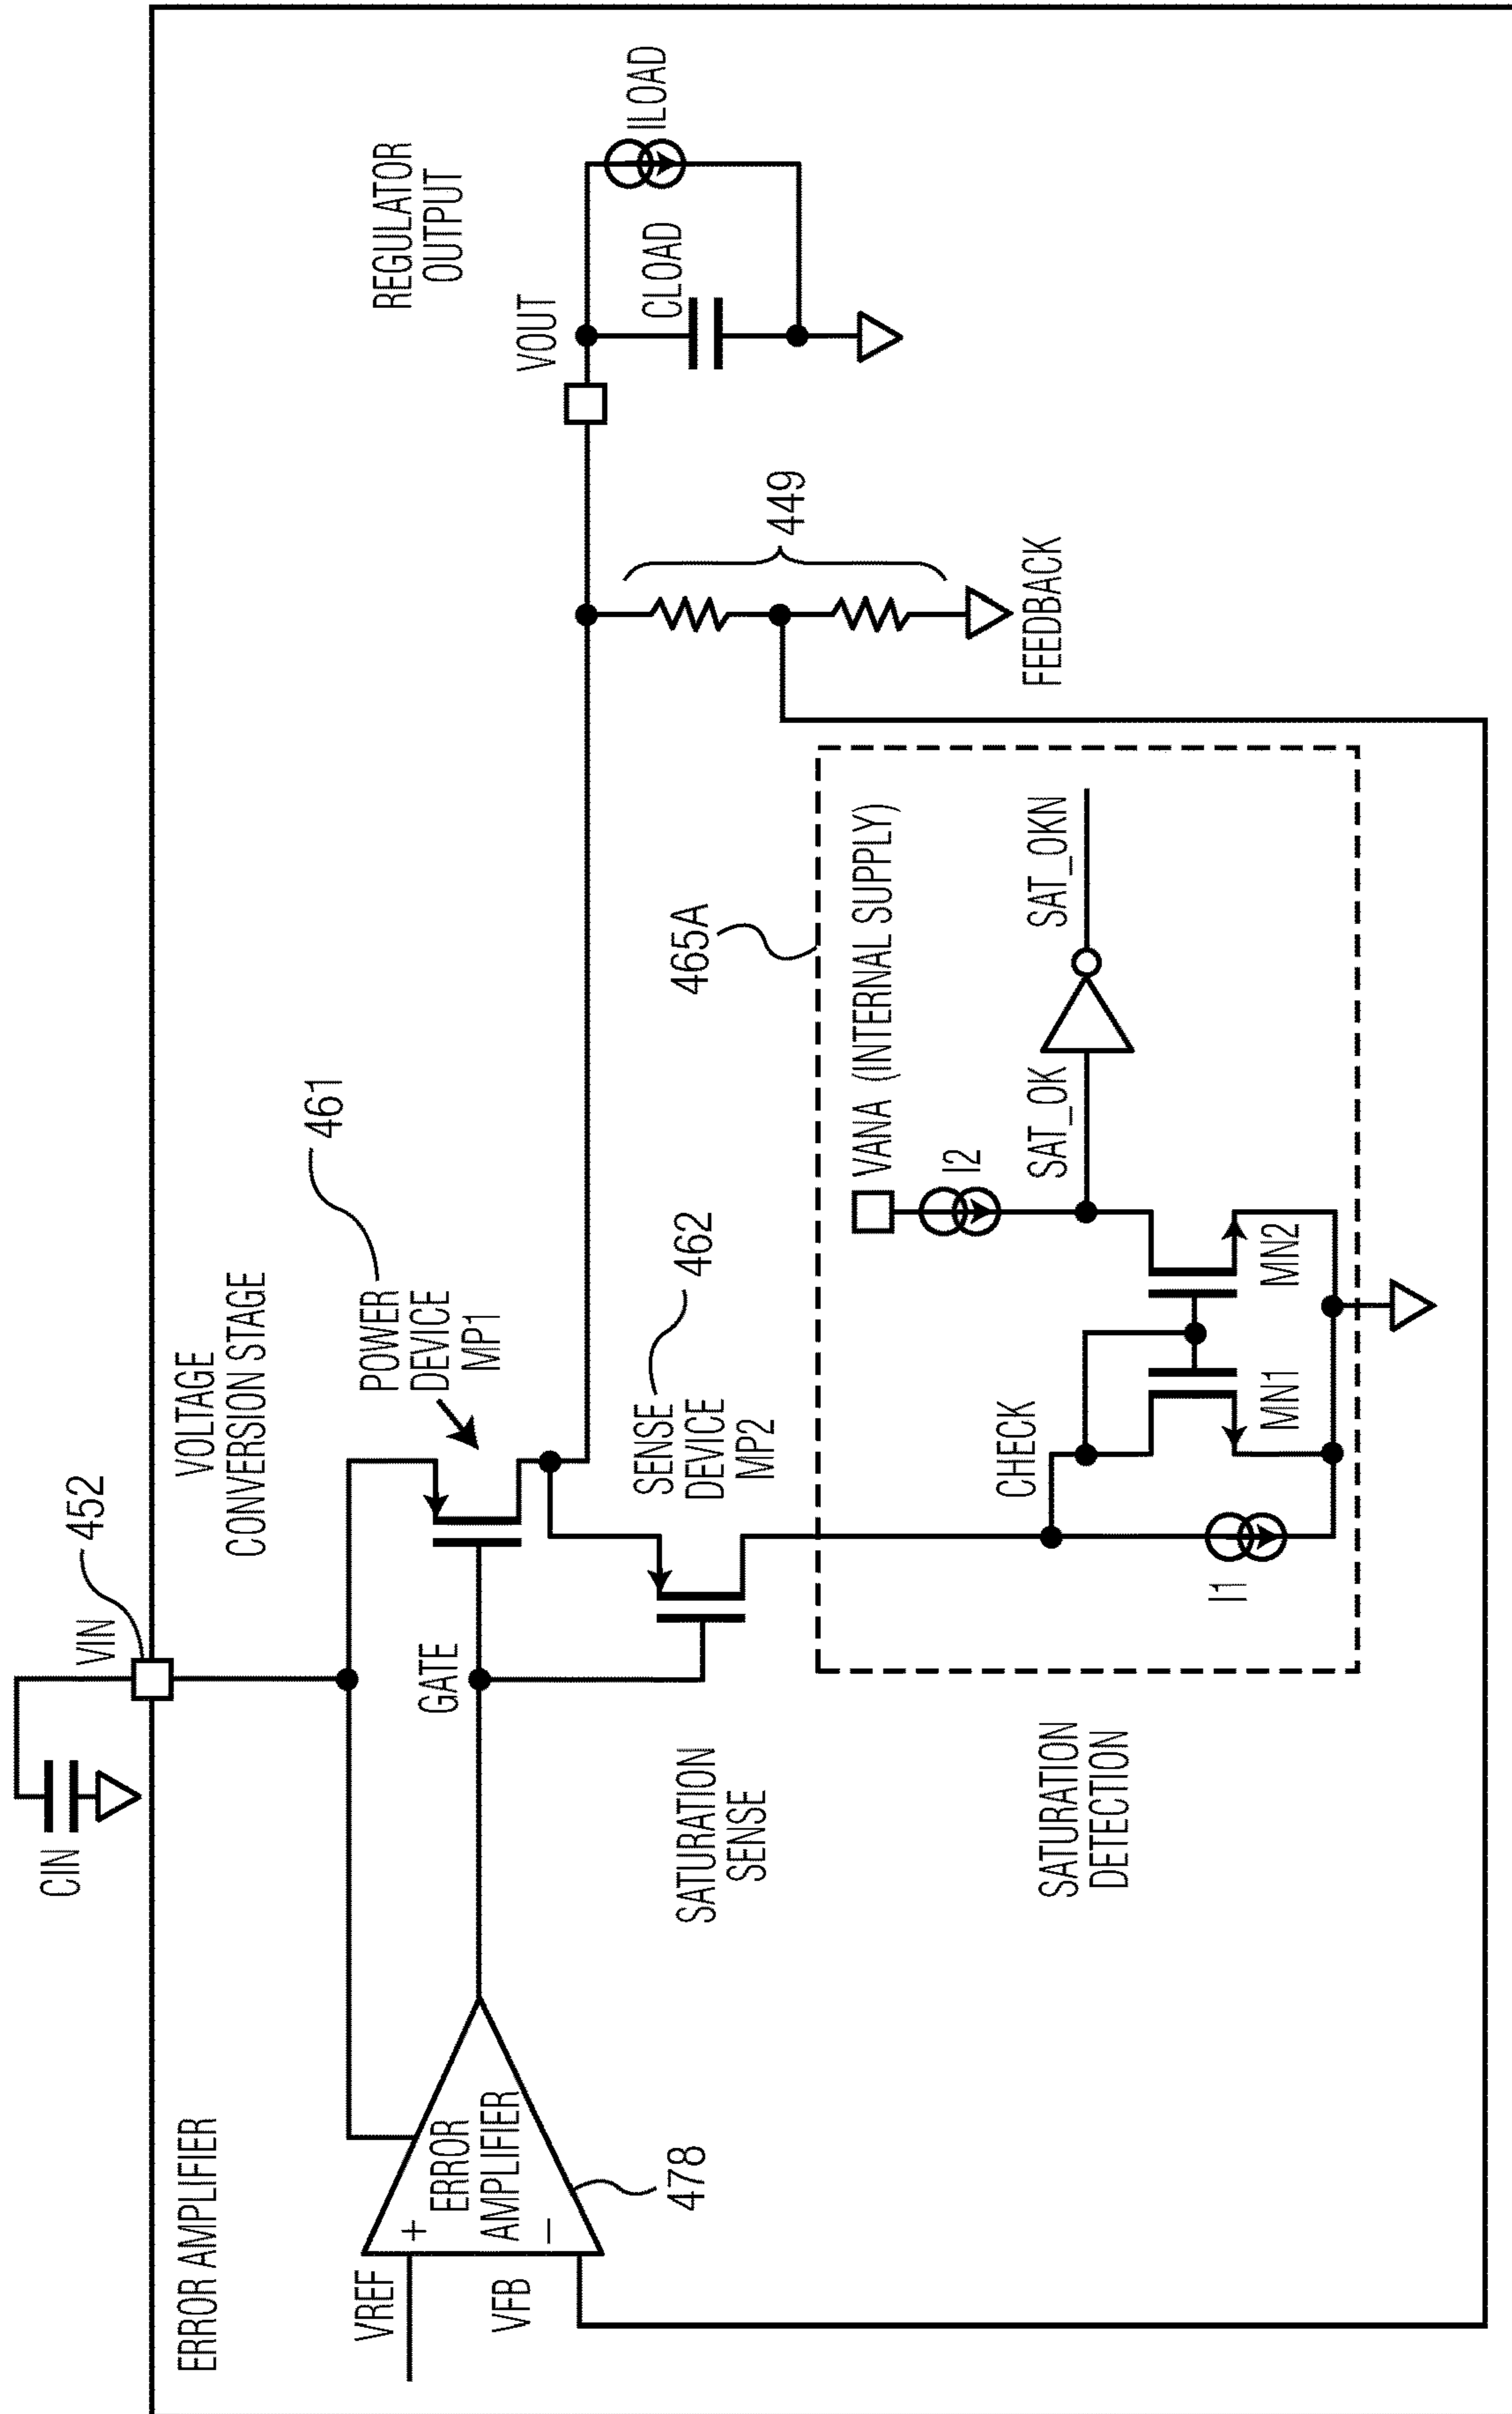 CIN
VIN
452
ERROR AMPLIFIER
VOLTAGE
CONVERSION STAGE
POWER
DEVICE
MP1
461
REGULATOR
OUTPUT
VREF
+
ERROR
AMPLIFIER
VFB
−
478
GATE
SENSE
DEVICE
MP2
462
VOUT
CLOAD
ILOAD
SATURATION
SENSE
465A
449
VANA (INTERNAL SUPPLY)
I2
FEEDBACK
SATURATION
DETECTION
CHECK
SAT_OK
SAT_OKN
I1
MN1
MN2